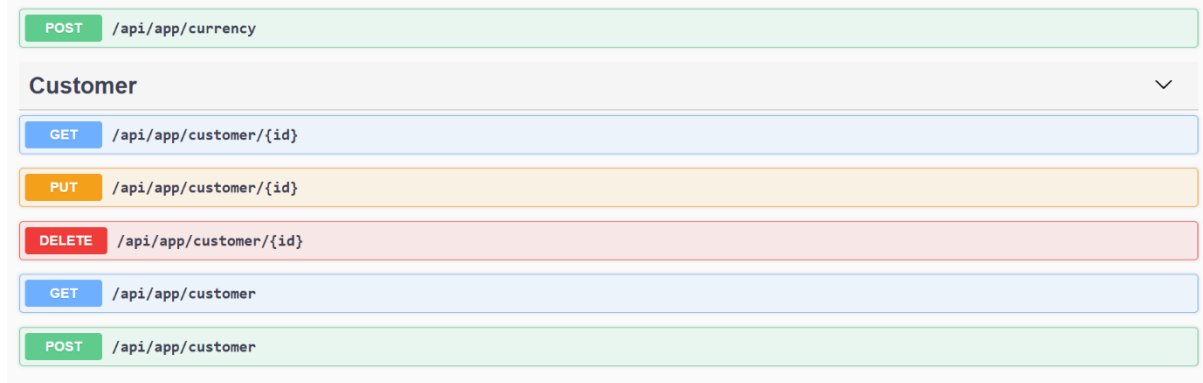 POST /api/app/currency
Customer
GET /api/app/customer/{id}
PUT /api/app/customer/{id}
DELETE /api/app/customer/{id}
GET /api/app/customer
POST /api/app/customer